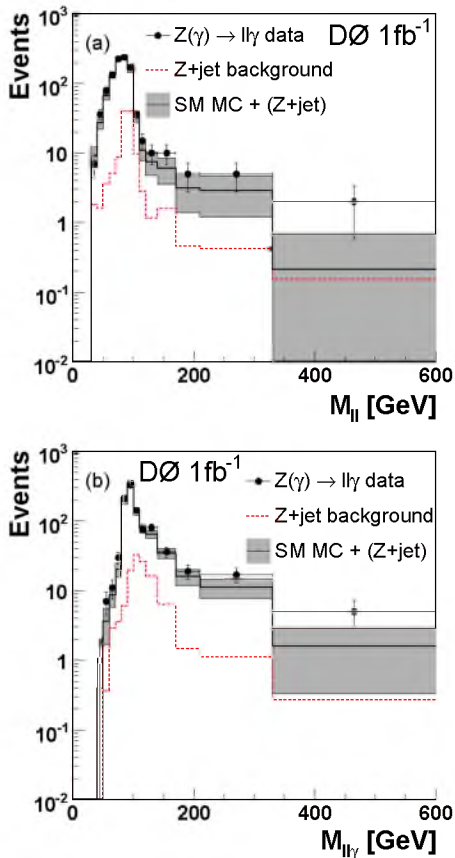 (a) DØ 1fb⁻¹
Z(γ) → llγ data
Z+jet background
SM MC + (Z+jet)
Events
10³
10²
10
1
10⁻¹
10⁻²
0 200 400 600
M_ll [GeV]
(b) DØ 1fb⁻¹
Z(γ) → llγ data
Z+jet background
SM MC + (Z+jet)
Events
10³
10²
10
1
10⁻¹
10⁻²
0 200 400 600
M_llγ [GeV]